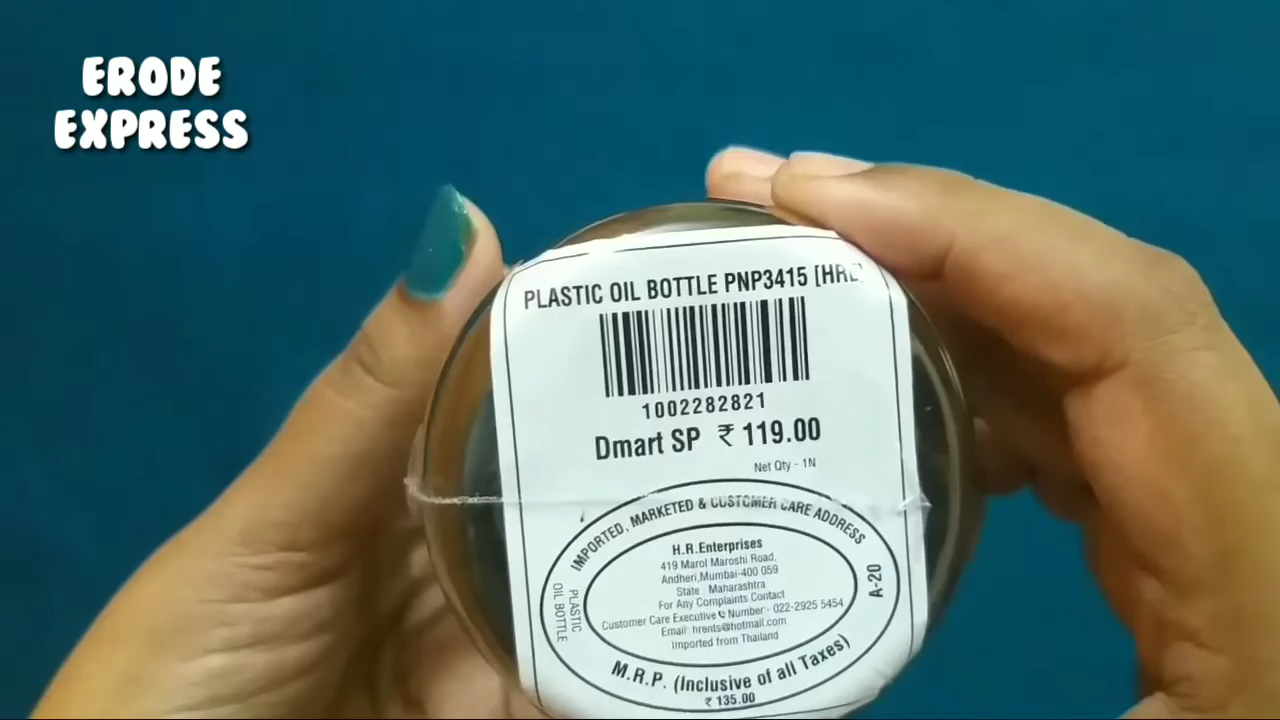 ERODE
EXPRESS
PLASTIC OIL BOTTLE PNP3415 [HRE]
1002282821
Dmart SP ₹ 119.00
Net Qty - 1N
IMPORTED, MARKETED & CUSTOMER CARE ADDRESS
H.R.Enterprises
419 Marol Maroshi Road,
Andheri,Mumbai-400 059
State Maharashtra
For Any Complaints Contact
Customer Care Executive Number:- 022-2925 5454
Email: hrents@hotmail.com
Imported from Thailand
PLASTIC
OIL BOTTLE
A-20
M.R.P. (Inclusive of all Taxes)
₹ 135.00